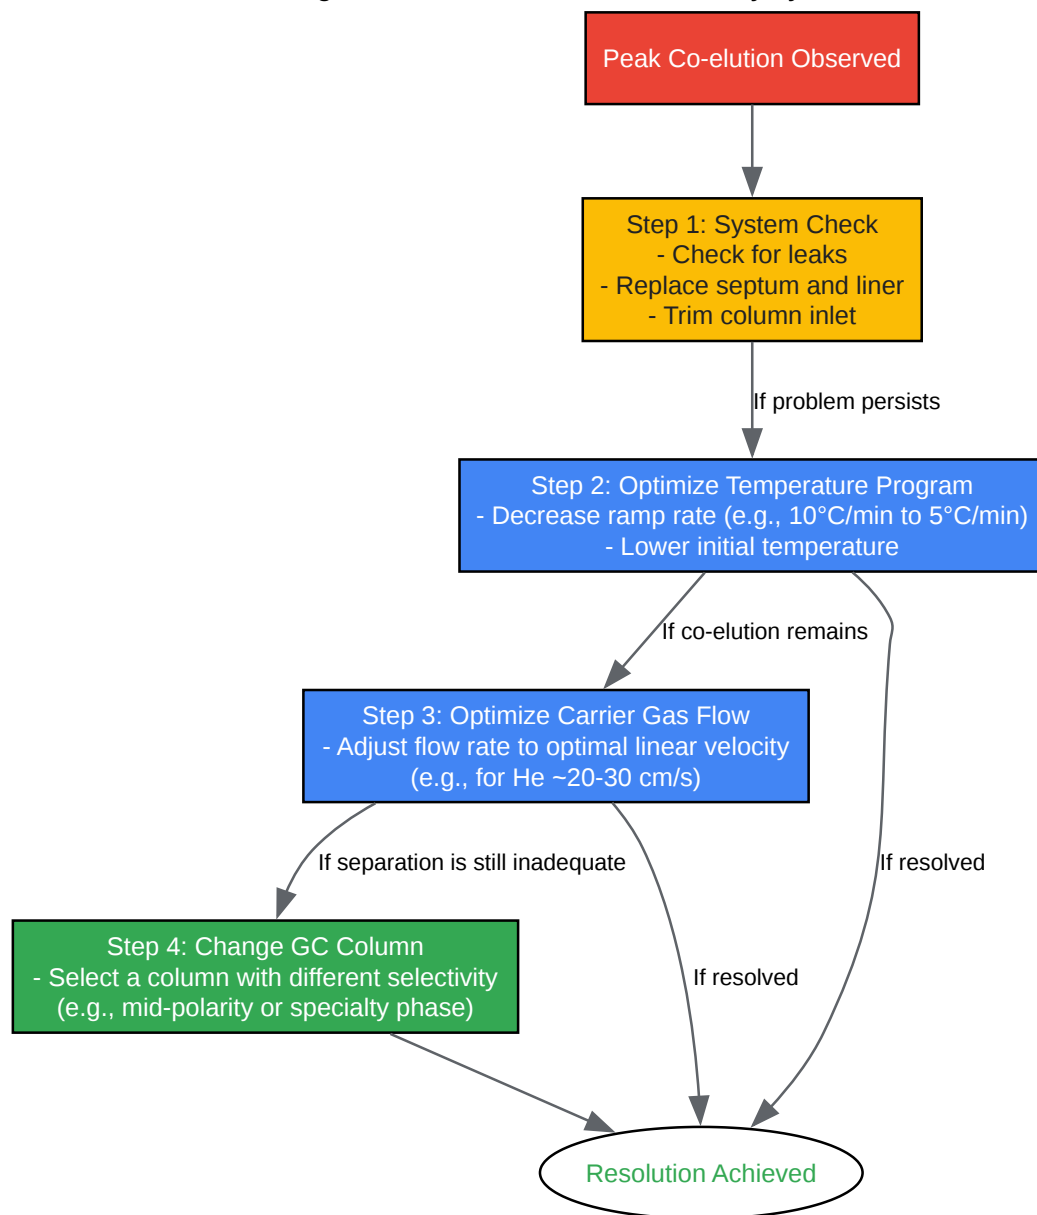 Peak Co-elution Observed
Step 1: System Check
- Check for leaks
- Replace septum and liner
- Trim column inlet
If problem persists
Step 2: Optimize Temperature Program
- Decrease ramp rate (e.g., 10°C/min to 5°C/min)
- Lower initial temperature
If co-elution remains
Step 3: Optimize Carrier Gas Flow
- Adjust flow rate to optimal linear velocity
(e.g., for He ~20-30 cm/s)
If separation is still inadequate
If resolved
Step 4: Change GC Column
- Select a column with different selectivity
(e.g., mid-polarity or specialty phase)
If resolved
Resolution Achieved